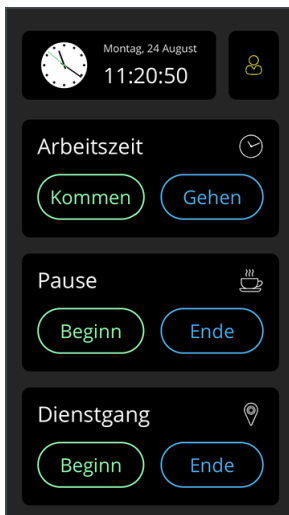 Montag, 24 August
11:20:50
Arbeitszeit
Kommen Gehen
Pause
Beginn Ende
Dienstgang
Beginn Ende